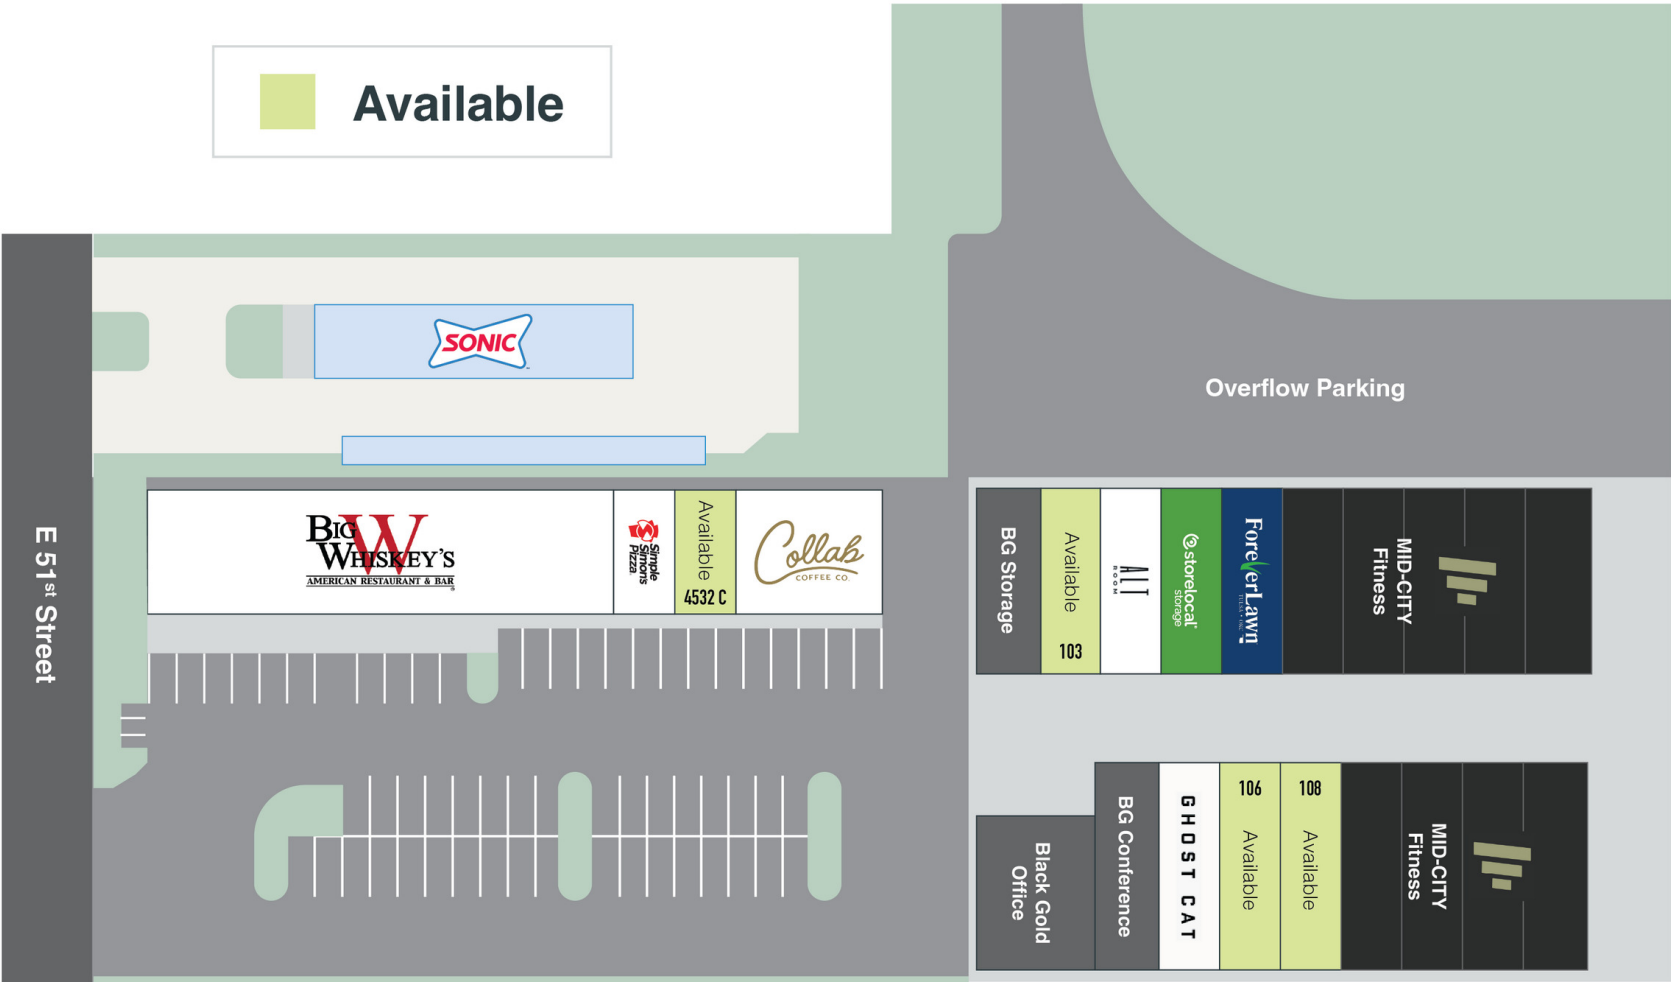 Available
SONIC
Overflow Parking
E 51st Street
BIG
W
WHISKEY'S
AMERICAN RESTAURANT & BAR
Simple
Simon's
Pizza
Available
4532 C
Collab
COFFEE CO.
BG Storage
Available
103
ALT
ROOM
storelocal
storage
ForeverLawn
MID-CITY
Fitness
Black Gold
Office
BG Conference
GHOST CAT
106
Available
108
Available
MID-CITY
Fitness